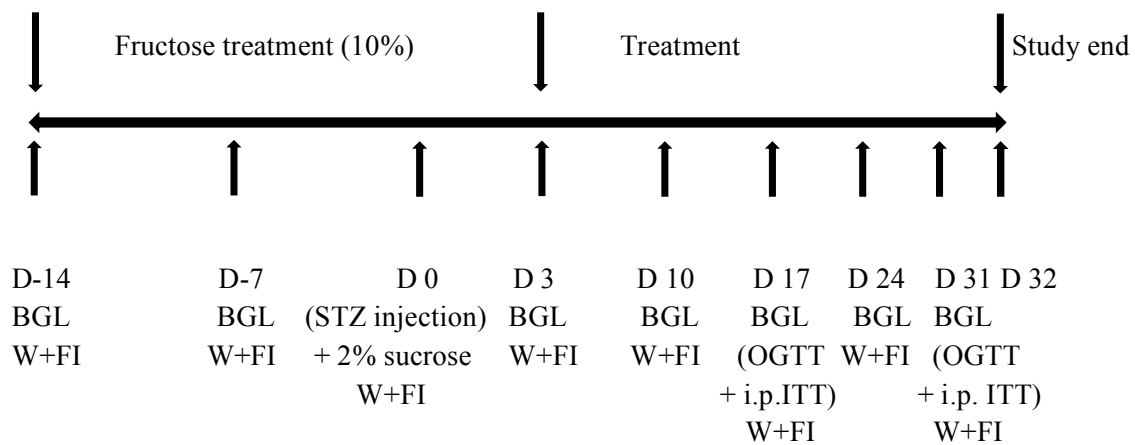 Fructose treatment (10%) Treatment Study end
D-14 D-7 D 0 D 3 D 10 D 17 D 24 D 31 D 32
BGL BGL (STZ injection) BGL BGL BGL BGL BGL
W+FI W+FI + 2% sucrose W+FI W+FI (OGTT W+FI (OGTT
W+FI + i.p.ITT) + i.p. ITT)
W+FI W+FI